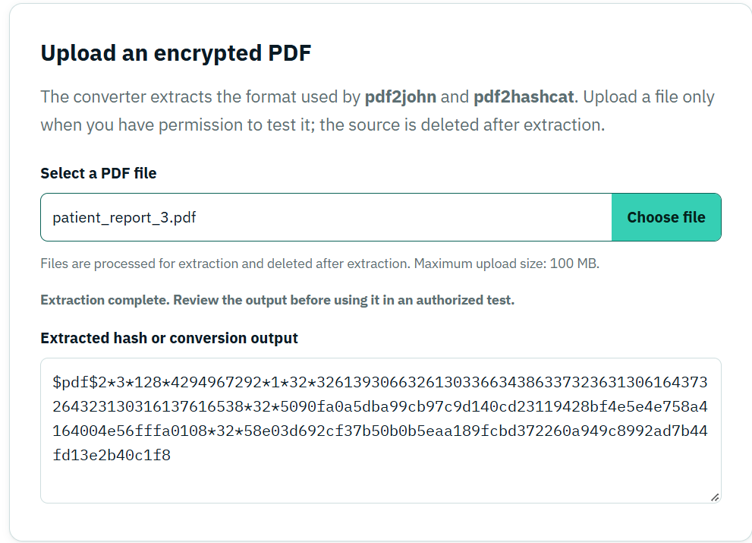 Upload an encrypted PDF
The converter extracts the format used by pdf2john and pdf2hashcat. Upload a file only
when you have permission to test it; the source is deleted after extraction.
Select a PDF file
patient_report_3.pdf
Choose file
Files are processed for extraction and deleted after extraction. Maximum upload size: 100 MB.
Extraction complete. Review the output before using it in an authorized test.
Extracted hash or conversion output
$pdf$2*3*128*4294967292*1*32*3261393066326130336634386337323631306164373
26432313031613761653​8*32*5090fa0a5dba99cb97c9d140cd23119428bf4e5e4e758a4
164004e56fffa0108*32*58e03d692cf37b50b0b5eaa189fcbd372260a949c8992ad7b44
fd13e2b40c1f8